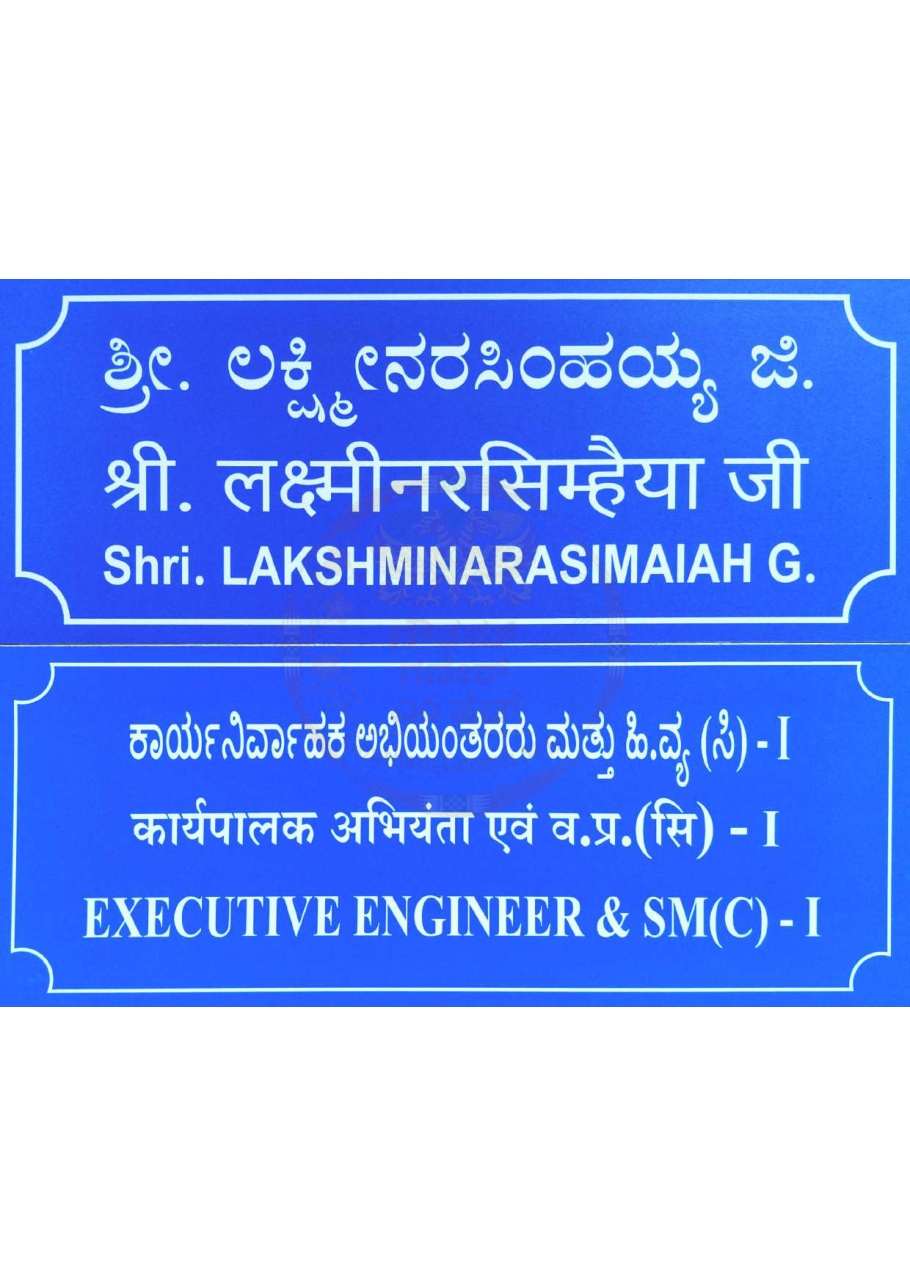 ಶ್ರೀ. ಲಕ್ಷ್ಮೀನರಸಿಂಹಯ್ಯ ಜಿ.
श्री. लक्ष्मीनरसिम्हैया जी
Shri. LAKSHMINARASIMAIAH G.
ಕಾರ್ಯನಿರ್ವಾಹಕ ಅಭಿಯಂತರರು ಮತ್ತು ಹಿ.ವ್ಯ (ಸಿ) - I
कार्यपालक अभियंता एवं व.प्र.(सि) - I
EXECUTIVE ENGINEER & SM(C) - I